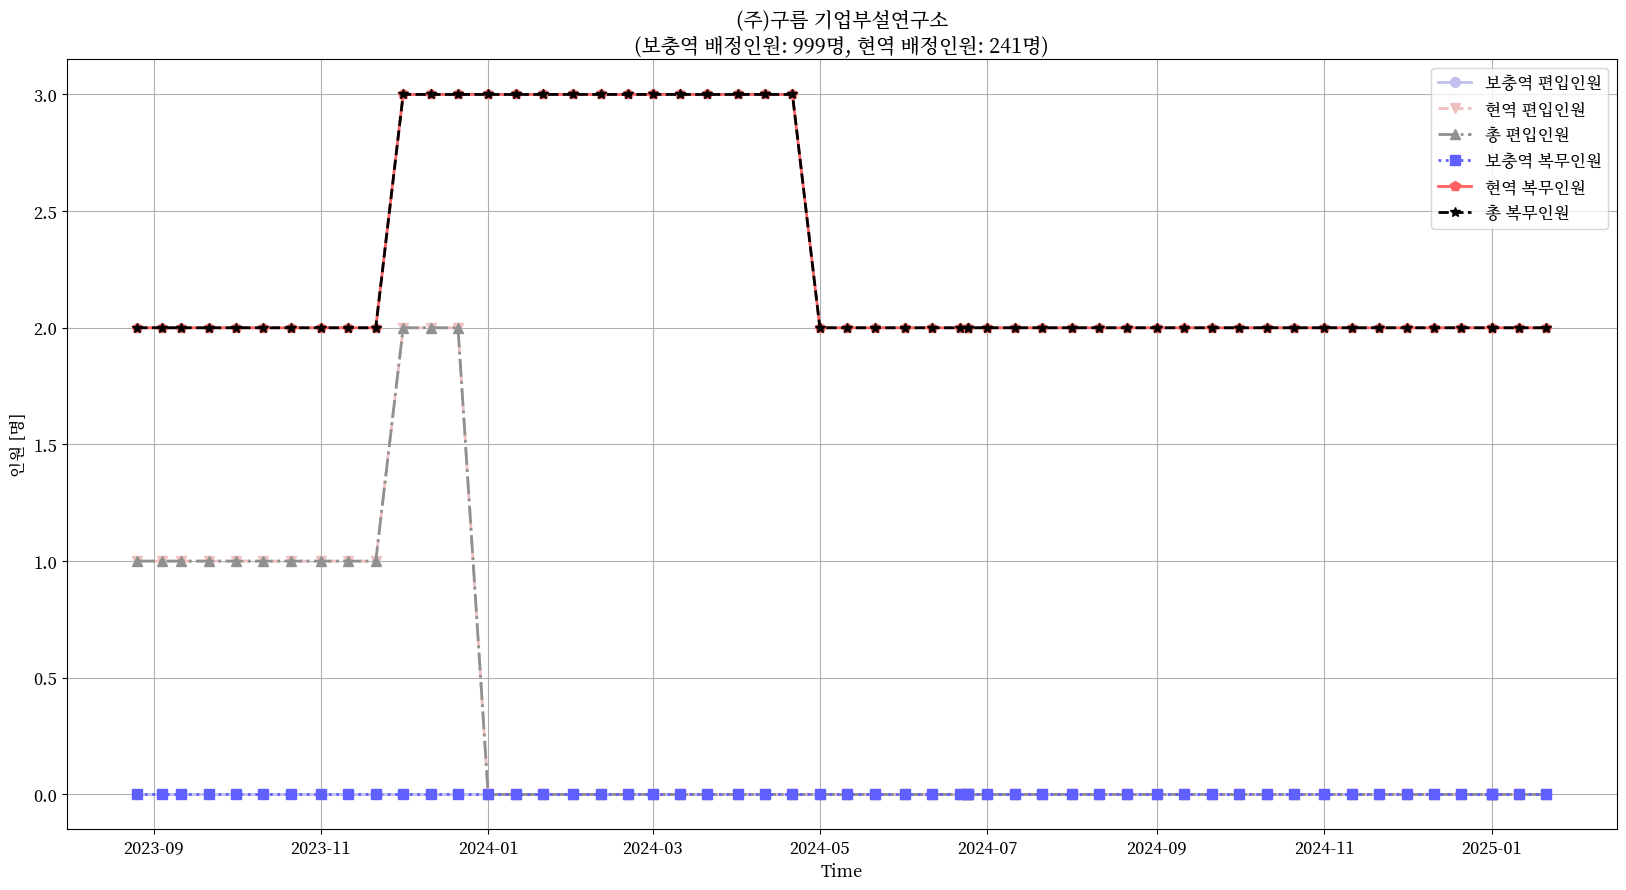 (주)구름 기업부설연구소
(보충역 배정인원: 999명, 현역 배정인원: 241명)
보충역 편입인원
현역 편입인원
총 편입인원
보충역 복무인원
현역 복무인원
총 복무인원
3.0
2.5
2.0
1.5
1.0
0.5
0.0
인원 [명]
2023-09
2023-11
2024-01
2024-03
2024-05
2024-07
2024-09
2024-11
2025-01
Time